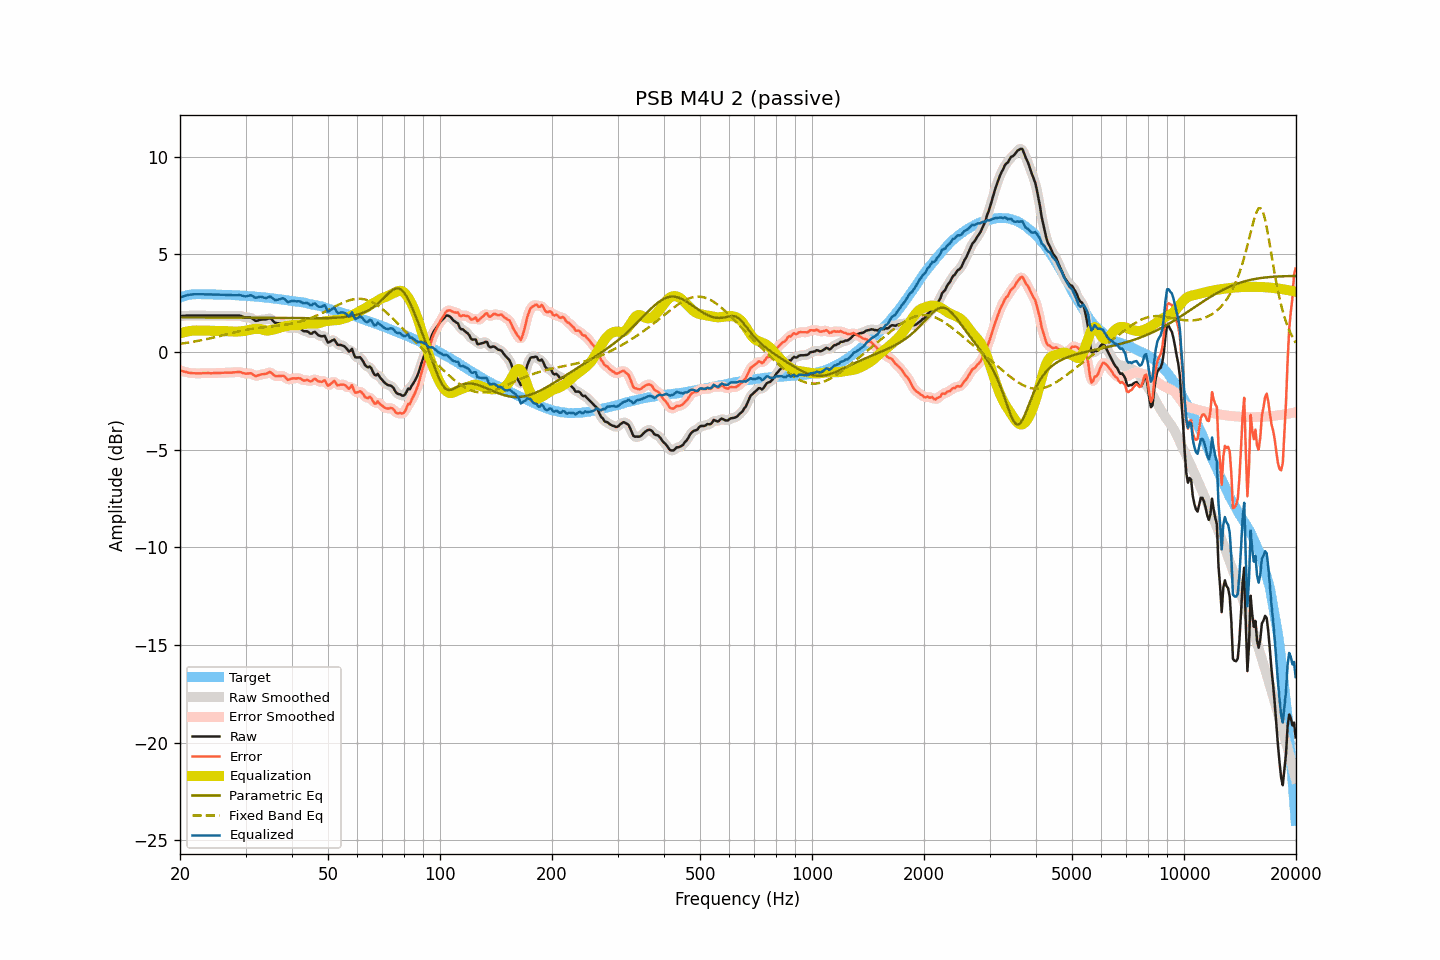 PSB M4U 2 (passive)
Amplitude (dBr)
10
5
0
−5
−10
−15
−20
−25
Target
Raw Smoothed
Error Smoothed
Raw
Error
Equalization
Parametric Eq
Fixed Band Eq
Equalized
20 50 100 200 500 1000 2000 5000 10000 20000
Frequency (Hz)